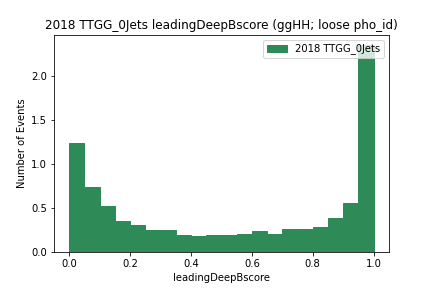 2018 TTGG_0Jets leadingDeepBscore (ggHH; loose pho_id)
2018 TTGG_0Jets
Number of Events
2.0
1.5
1.0
0.5
0.0
0.0 0.2 0.4 0.6 0.8 1.0
leadingDeepBscore